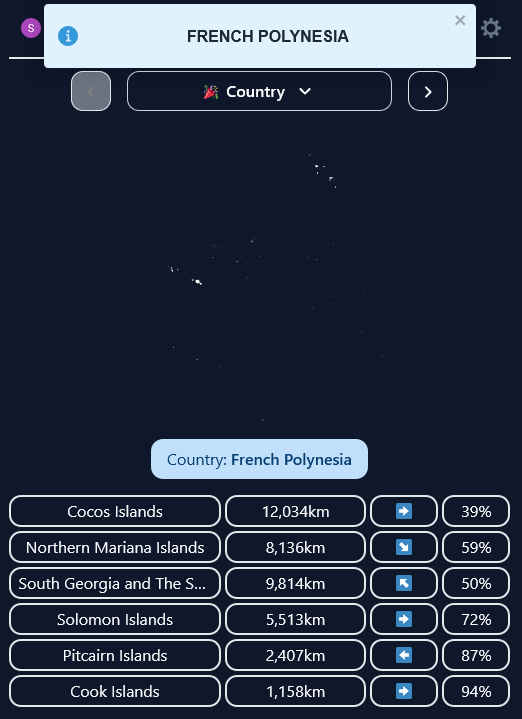 S
FRENCH POLYNESIA
🎉 Country
Country: French Polynesia
Cocos Islands 12,034km ➡️ 39%
Northern Mariana Islands 8,136km ↘️ 59%
South Georgia and The S... 9,814km ↖️ 50%
Solomon Islands 5,513km ➡️ 72%
Pitcairn Islands 2,407km ⬅️ 87%
Cook Islands 1,158km ➡️ 94%